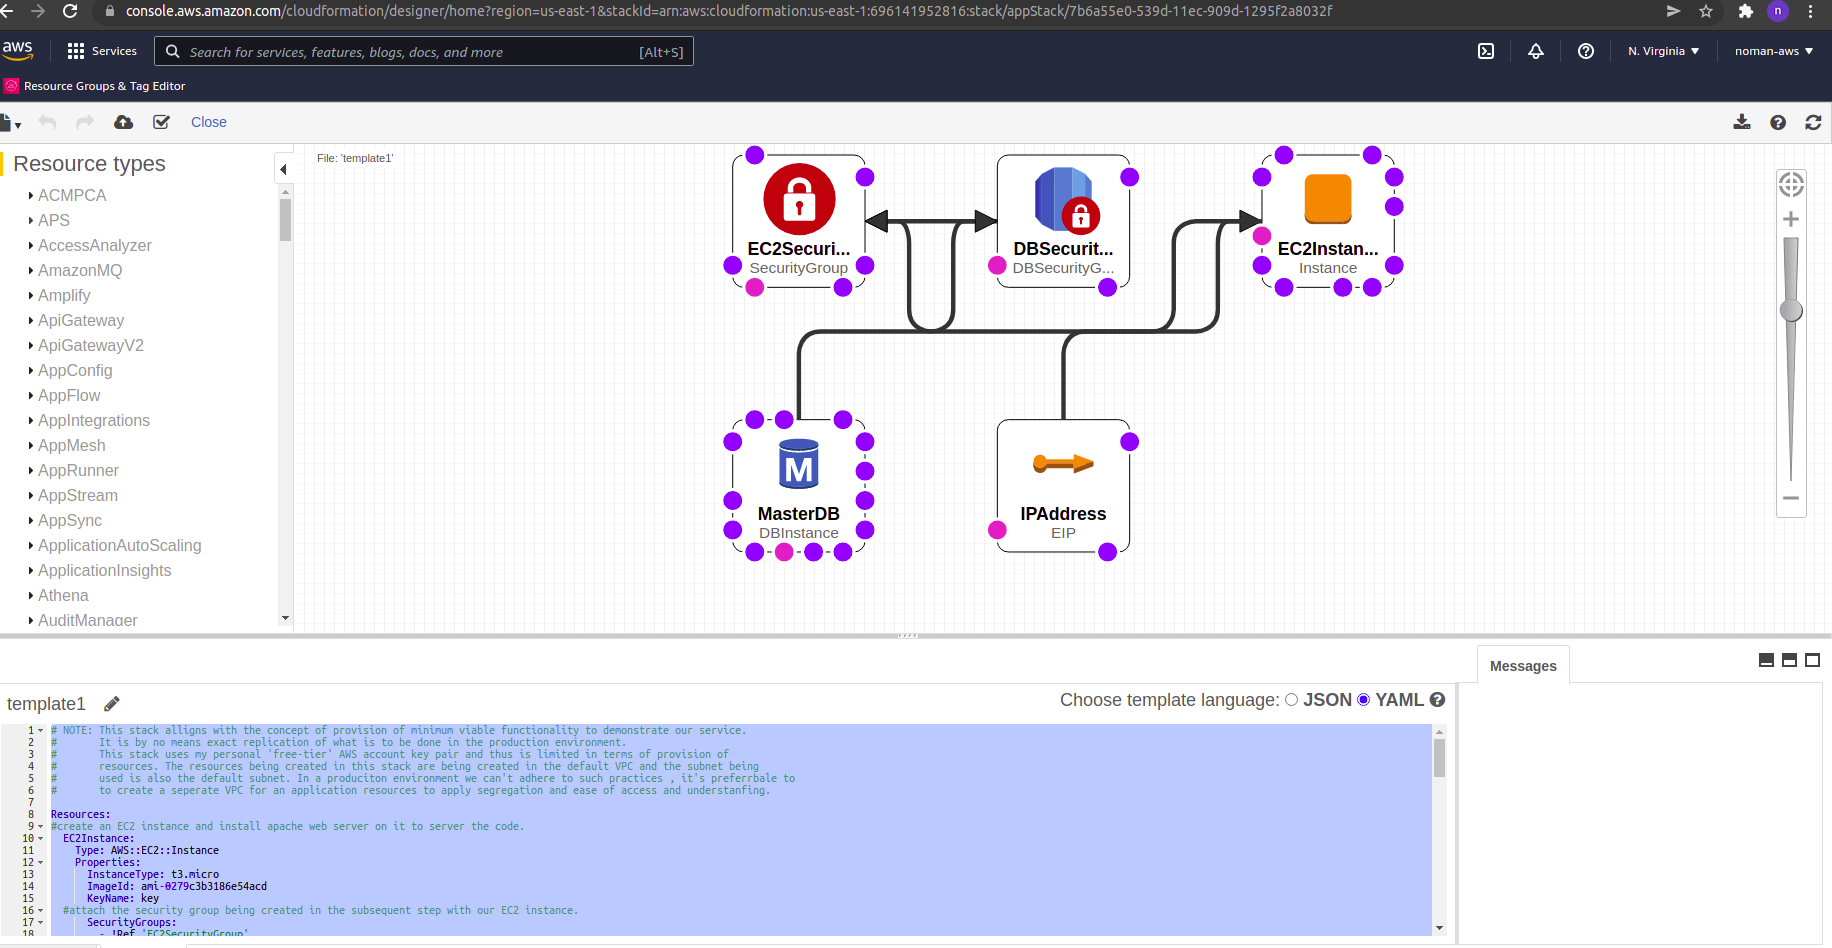 console.aws.amazon.com/cloudformation/designer/home?region=us-east-1&stackId=arn:aws:cloudformation:us-east-1:696141952816:stack/appStack/7b6a55e0-539d-11ec-909d-1295f2a8032f
n
aws
Services
Search for services, features, blogs, docs, and more
[Alt+S]
N. Virginia
noman-aws
Resource Groups & Tag Editor
Close
Resource types
File: 'template1'
ACMPCA
APS
AccessAnalyzer
AmazonMQ
Amplify
ApiGateway
ApiGatewayV2
AppConfig
AppFlow
AppIntegrations
AppMesh
AppRunner
AppStream
AppSync
ApplicationAutoScaling
ApplicationInsights
Athena
AuditManager
EC2Securi...
SecurityGroup
DBSecurit...
DBSecurityG...
EC2Instan...
Instance
M
MasterDB
DBInstance
IPAddress
EIP
Messages
template1
Choose template language: JSON YAML
1 # NOTE: This stack alligns with the concept of provision of minimum viable functionality to demonstrate our service.
2 # It is by no means exact replication of what is to be done in the production environment.
3 # This stack uses my personal 'free-tier' AWS account key pair and thus is limited in terms of provision of
4 # resources. The resources being created in this stack are being created in the default VPC and the subnet being
5 # used is also the default subnet. In a produciton environment we can't adhere to such practices , it's preferrbale to
6 # to create a seperate VPC for an application resources to apply segregation and ease of access and understanfing.
7
8 Resources:
9 #create an EC2 instance and install apache web server on it to server the code.
10 EC2Instance:
11 Type: AWS::EC2::Instance
12 Properties:
13 InstanceType: t3.micro
14 ImageId: ami-0279c3b3186e54acd
15 KeyName: key
16 #attach the security group being created in the subsequent step with our EC2 instance.
17 SecurityGroups:
18 - !Ref 'EC2SecurityGroup'